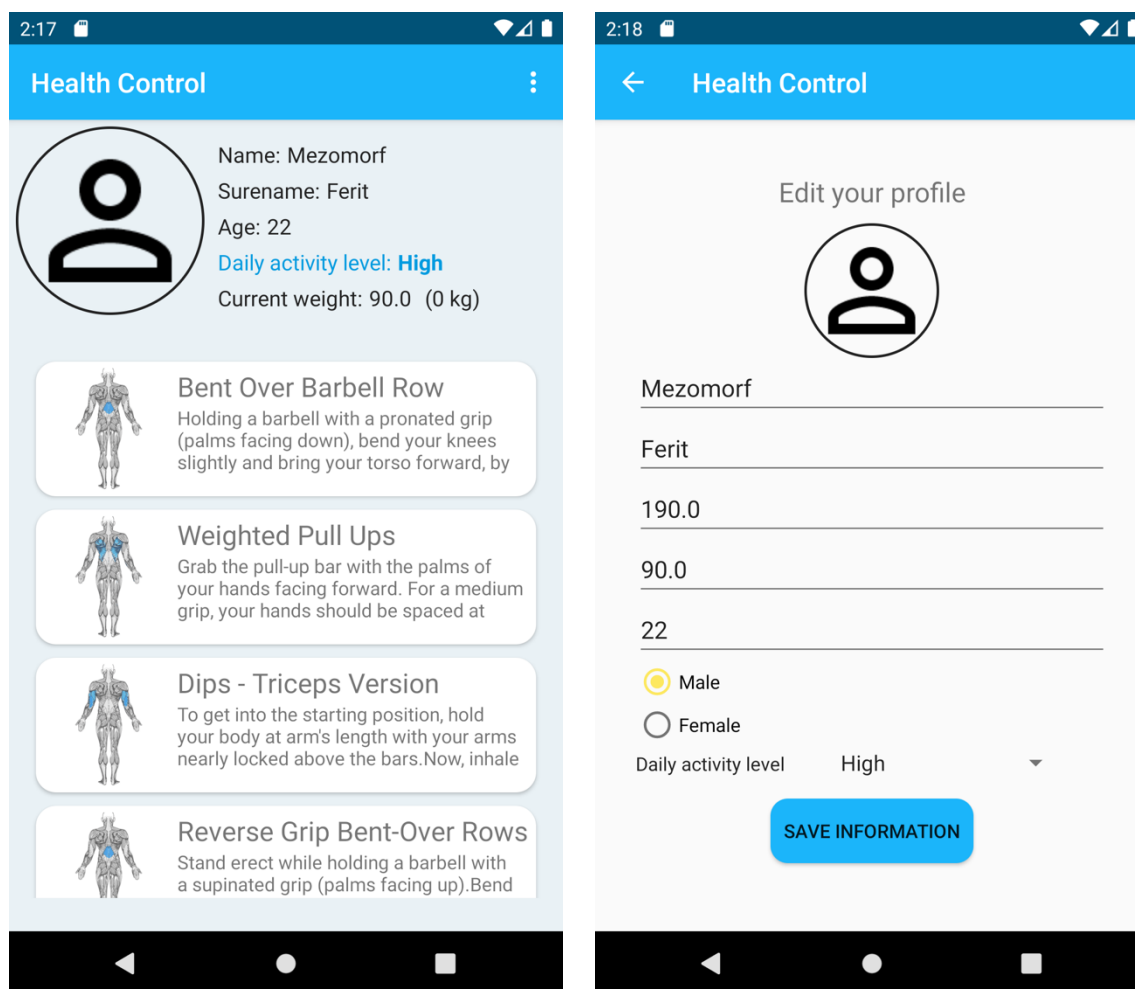 2:17
Health Control
Name: Mezomorf
Surename: Ferit
Age: 22
Daily activity level: High
Current weight: 90.0 (0 kg)
Bent Over Barbell Row
Holding a barbell with a pronated grip
(palms facing down), bend your knees
slightly and bring your torso forward, by
Weighted Pull Ups
Grab the pull-up bar with the palms of
your hands facing forward. For a medium
grip, your hands should be spaced at
Dips - Triceps Version
To get into the starting position, hold
your body at arm's length with your arms
nearly locked above the bars.Now, inhale
Reverse Grip Bent-Over Rows
Stand erect while holding a barbell with
a supinated grip (palms facing up).Bend
2:18
Health Control
Edit your profile
Mezomorf
Ferit
190.0
90.0
22
Male
Female
Daily activity level High
SAVE INFORMATION